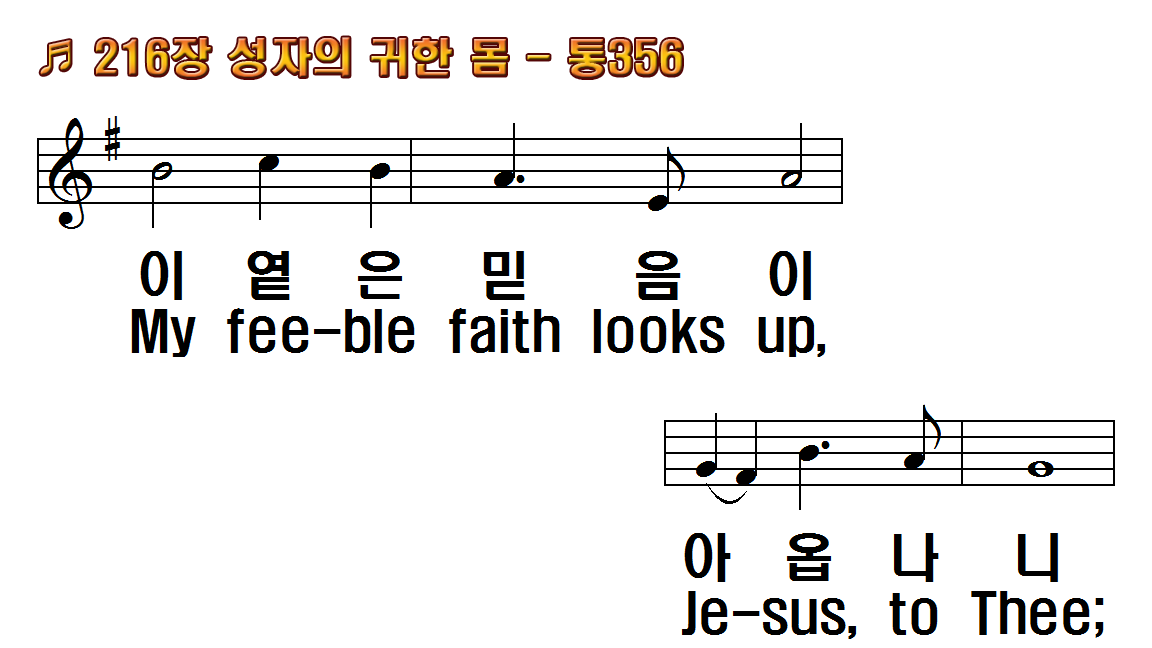 ♬ 216장 성자의 귀한 몸 - 통356
이 옅은 믿음이
My fee-ble faith looks up,
아옵나니
Je-sus, to Thee;